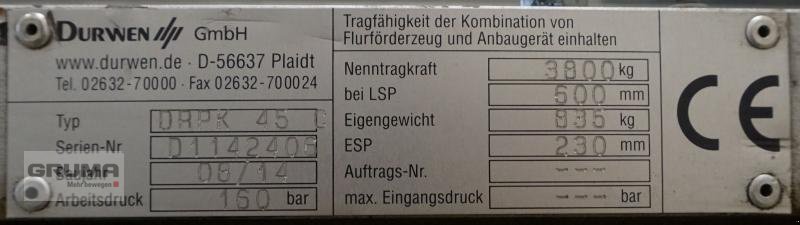 DURWEN GmbH
www.durwen.de · D-56637 Plaidt
Tel. 02632-70000 · Fax 02632-700024
Typ DRPK 45 C
Serien-Nr. D1142406
Baujahr 08/14
Arbeitsdruck 160 bar
GRUMA
Mehr bewegen
Tragfähigkeit der Kombination von
Flurförderzeug und Anbaugerät einhalten
Nenntragkraft 3800 kg
bei LSP 600 mm
Eigengewicht 835 kg
ESP 230 mm
Auftrags-Nr. ---
max. Eingangsdruck --- bar
CE